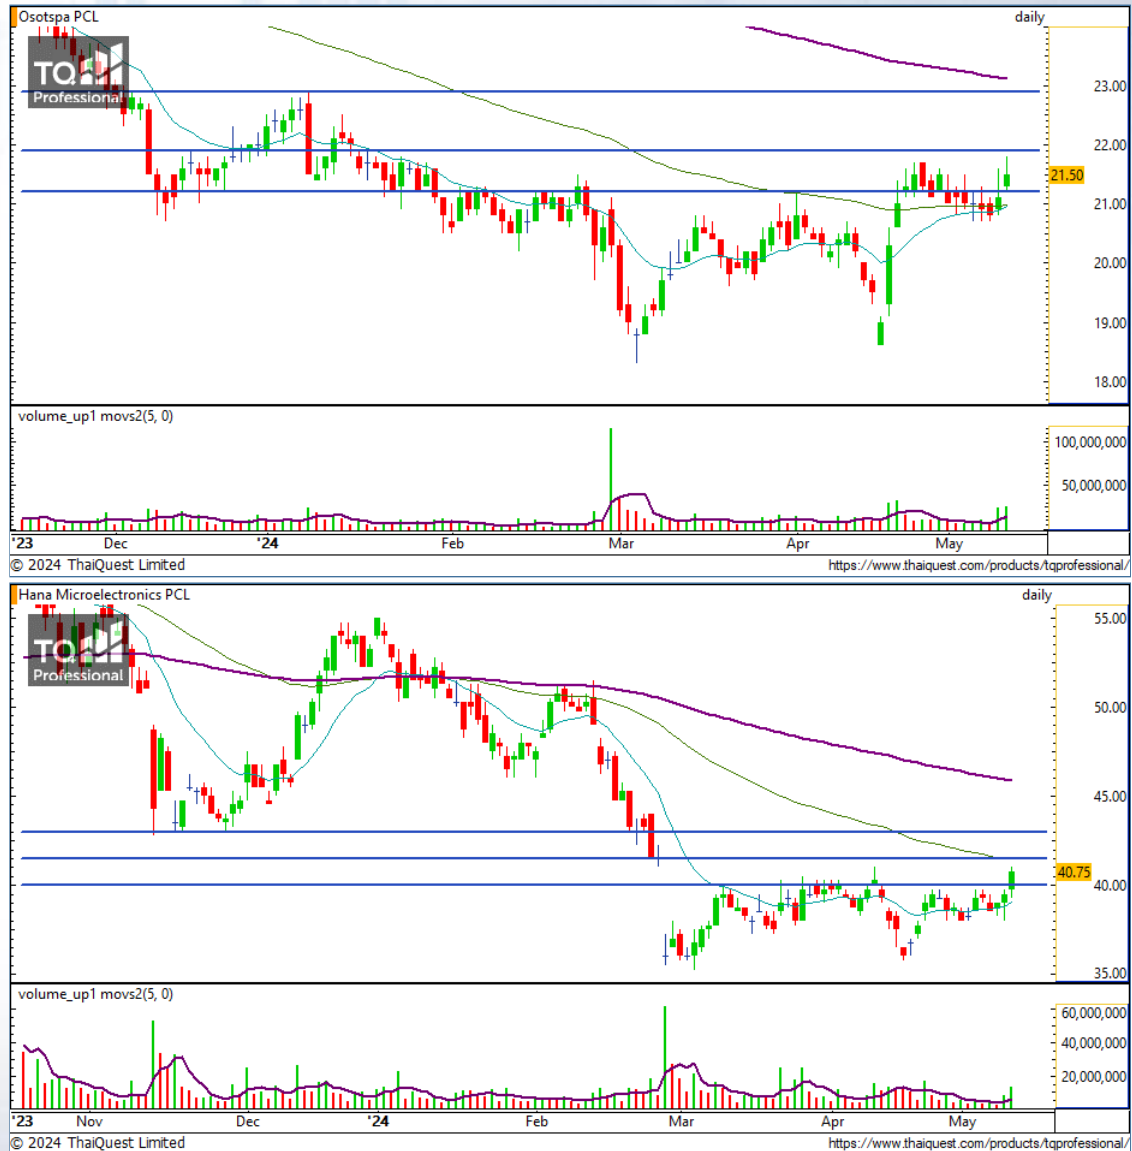 Osotspa PCL
daily
TQ
Professional
23.00
22.00
21.50
21.00
20.00
19.00
18.00
volume_up1 movs2(5, 0)
100,000,000
50,000,000
'23 Dec '24 Feb Mar Apr May
© 2024 ThaiQuest Limited
https://www.thaiquest.com/products/tqprofessional/
Hana Microelectronics PCL
daily
TQ
Professional
55.00
50.00
45.00
40.75
40.00
35.00
volume_up1 movs2(5, 0)
60,000,000
40,000,000
20,000,000
'23 Nov Dec '24 Feb Mar Apr May
© 2024 ThaiQuest Limited
https://www.thaiquest.com/products/tqprofessional/